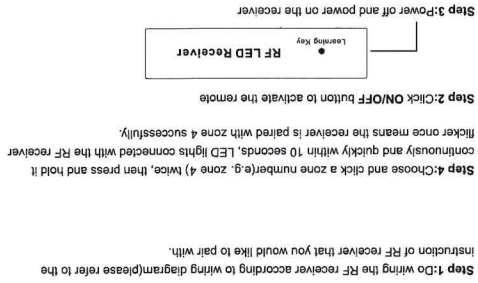 Step 1:Do wiring the RF receiver according to wiring diagram(please refer to the
instruction of RF receiver that you would like to pair with.
Step 4:Choose and click a zone number(e.g. zone 4) twice, then press and hold it
continuously and quickly within 10 seconds, LED lights connected with the RF receiver
flicker once means the receiver is paired with zone 4 successfully.
Step 2:Click ON/OFF button to activate the remote
Learning Key
RF LED Receiver
Step 3:Power off and power on the receiver